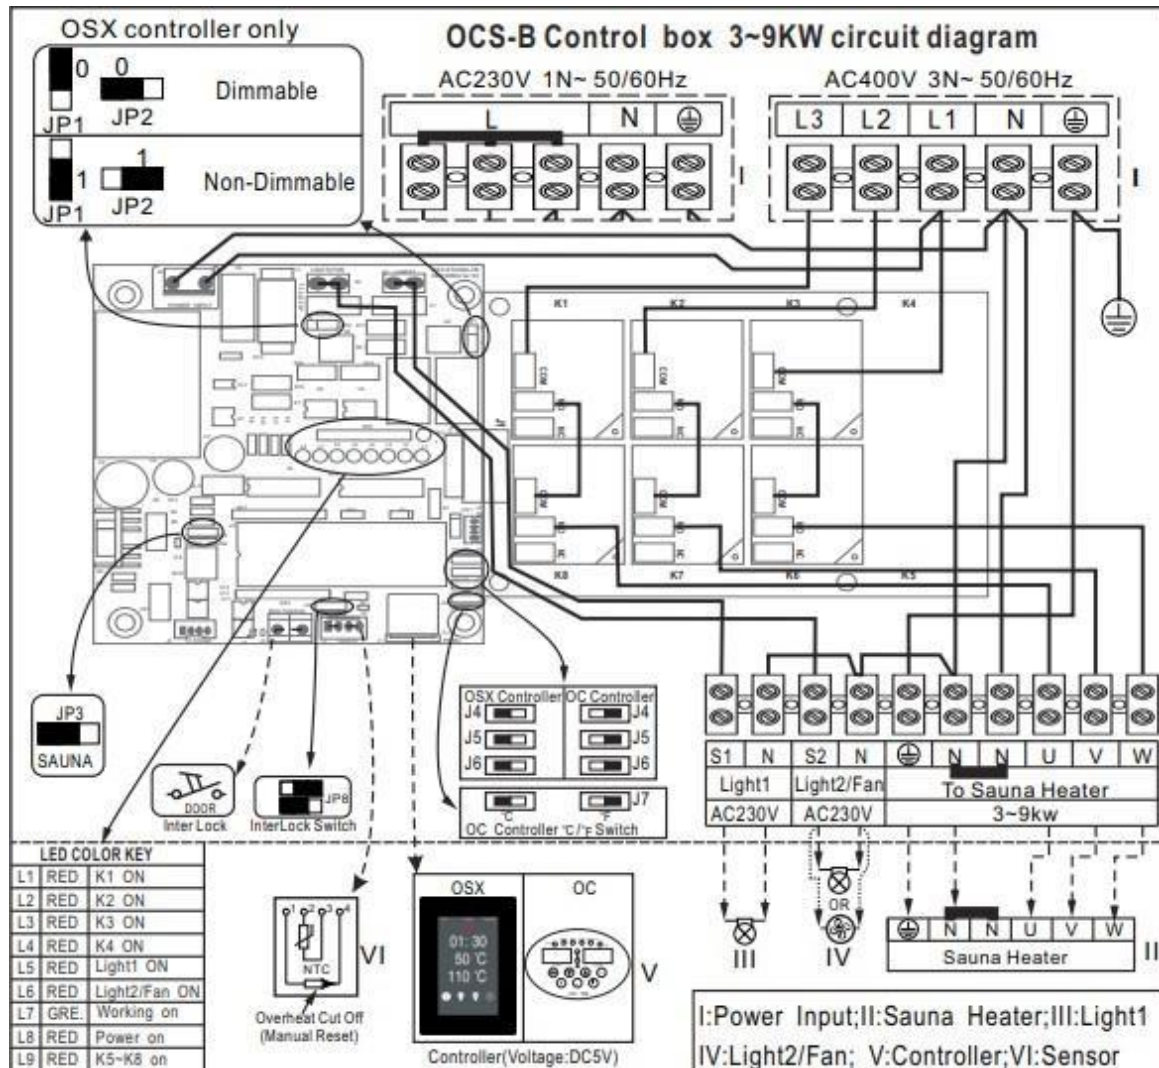 OSX controller only
0
0
JP1
JP2
Dimmable
1
1
JP1
JP2
Non-Dimmable
OCS-B Control box 3~9KW circuit diagram
AC230V 1N~ 50/60Hz
L N
I
AC400V 3N~ 50/60Hz
L3 L2 L1 N
I
K1 K2 K3 K4
COM COM COM
COM COM COM
K8 K7 K6 K5
JP3
SAUNA
DOOR
Inter Lock
JP8
InterLock Switch
OSX Controller OC Controller
J4 J4
J5 J5
J6 J6
J7
°C °F
OC Controller °C/°F Switch
S1 N S2 N N N U V W
Light1 Light2/Fan To Sauna Heater
AC230V AC230V 3~9kw
LED COLOR KEY
L1 RED K1 ON
L2 RED K2 ON
L3 RED K3 ON
L4 RED K4 ON
L5 RED Light1 ON
L6 RED Light2/Fan ON
L7 GRE. Working on
L8 RED Power on
L9 RED K5~K8 on
1 2 3 4
NTC
VI
Overheat Cut Off
(Manual Reset)
OSX OC
01:30
50 ℃
110 ℃
V
Controller(Voltage:DC5V)
III
OR
IV
N N U V W
Sauna Heater
II
I:Power Input;II:Sauna Heater;III:Light1
IV:Light2/Fan; V:Controller;VI:Sensor